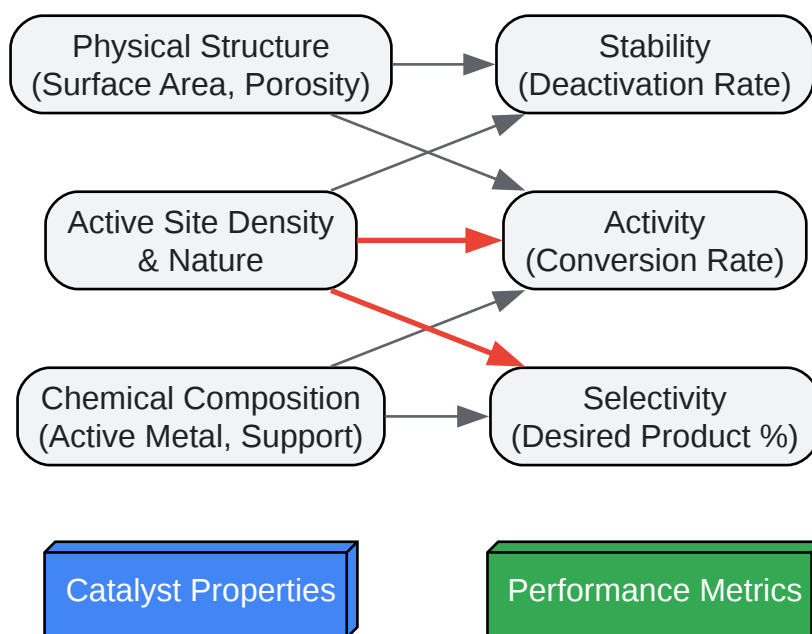 Physical Structure
(Surface Area, Porosity)
Stability
(Deactivation Rate)
Active Site Density
& Nature
Activity
(Conversion Rate)
Chemical Composition
(Active Metal, Support)
Selectivity
(Desired Product %)
Catalyst Properties
Performance Metrics